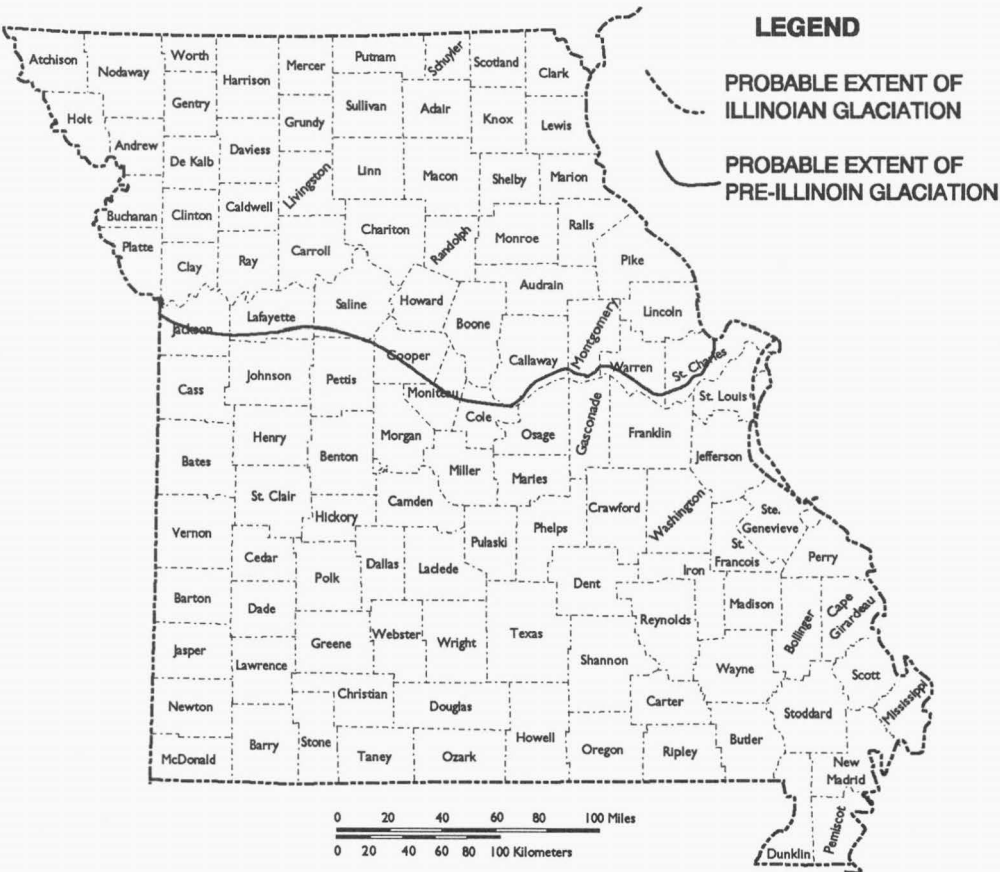 LEGEND
PROBABLE EXTENT OF
ILLINOIAN GLACIATION
PROBABLE EXTENT OF
PRE-ILLINOIN GLACIATION
Atchison
Nodaway
Worth
Harrison
Mercer
Putnam
Schuyler
Scotland
Clark
Holt
Gentry
Grundy
Sullivan
Adair
Knox
Lewis
Andrew
De Kalb
Daviess
Livingston
Linn
Macon
Shelby
Marion
Buchanan
Clinton
Caldwell
Chariton
Randolph
Monroe
Ralls
Platte
Clay
Ray
Carroll
Pike
Audrain
Jackson
Lafayette
Saline
Howard
Boone
Callaway
Montgomery
Lincoln
Warren
St. Charles
Cass
Johnson
Pettis
Cooper
Moniteau
Cole
Osage
Gasconade
Franklin
St. Louis
Bates
Henry
Benton
Morgan
Miller
Maries
Jefferson
St. Clair
Hickory
Camden
Crawford
Washington
Ste.
Genevieve
Vernon
Cedar
Polk
Dallas
Laclede
Pulaski
Phelps
Dent
Iron
St.
Francois
Perry
Barton
Dade
Greene
Webster
Wright
Texas
Reynolds
Madison
Bollinger
Cape
Girardeau
Jasper
Lawrence
Christian
Douglas
Shannon
Wayne
Scott
Mississippi
Newton
Carter
Stoddard
McDonald
Barry
Stone
Taney
Ozark
Howell
Oregon
Ripley
Butler
New
Madrid
Pemiscot
Dunklin
0 20 40 60 80 100 Miles
0 20 40 60 80 100 Kilometers